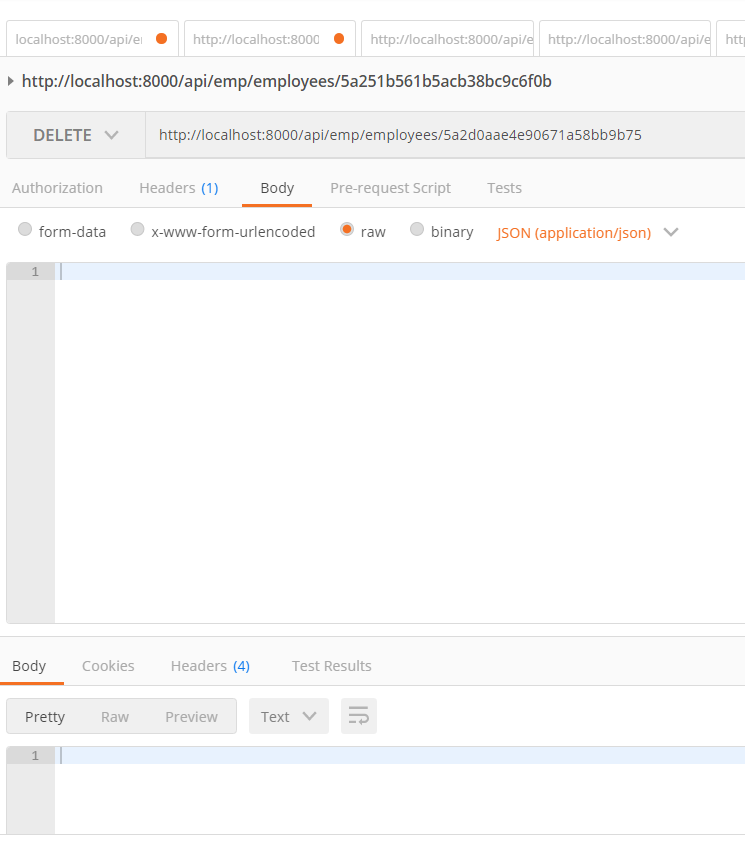 localhost:8000/api/e http://localhost:8000 http://localhost:8000/api/e http://localhost:8000/api/e htt
http://localhost:8000/api/emp/employees/5a251b561b5acb38bc9c6f0b
DELETE http://localhost:8000/api/emp/employees/5a2d0aae4e90671a58bb9b75
Authorization Headers (1) Body Pre-request Script Tests
form-data x-www-form-urlencoded raw binary JSON (application/json)
1
Body Cookies Headers (4) Test Results
Pretty Raw Preview Text
1